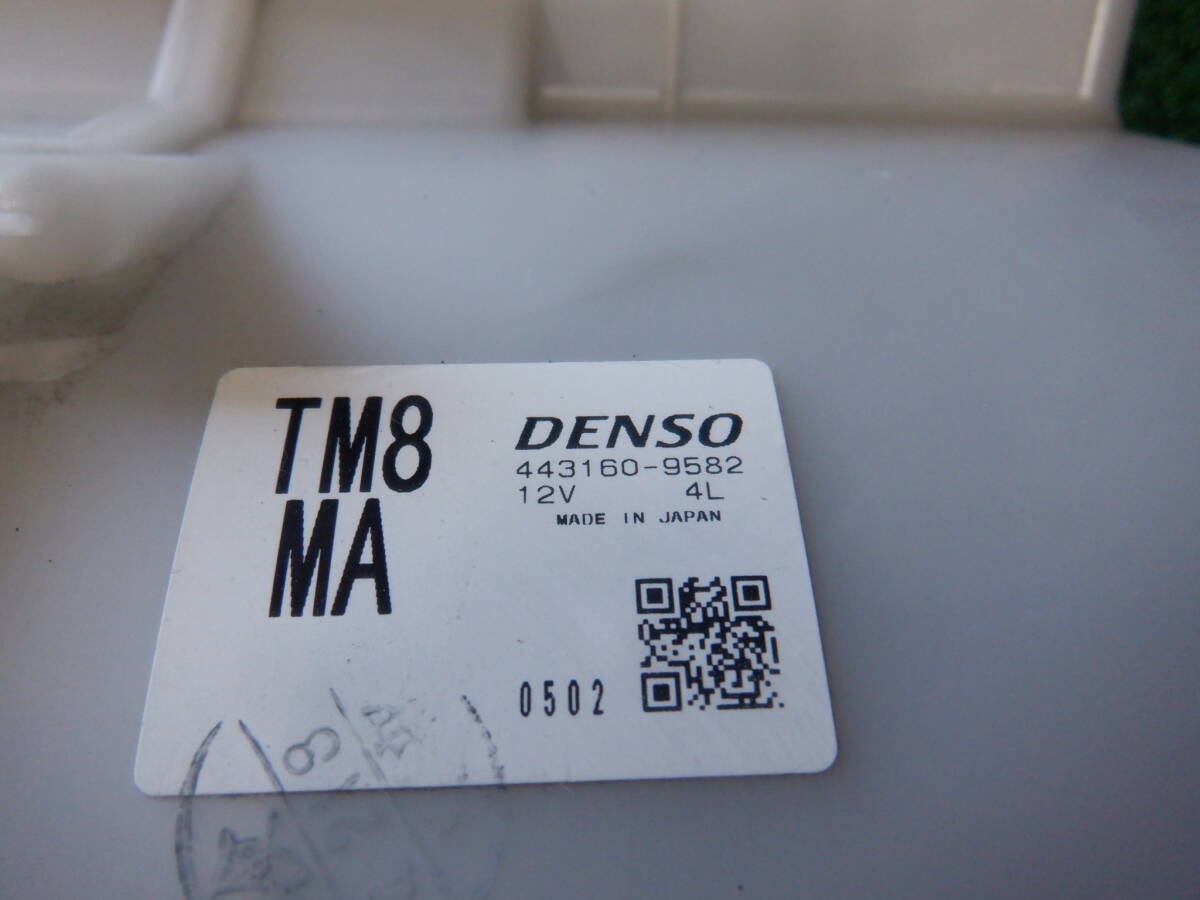 TM8
MA
DENSO
443160-9582
12V 4L
MADE IN JAPAN
0502